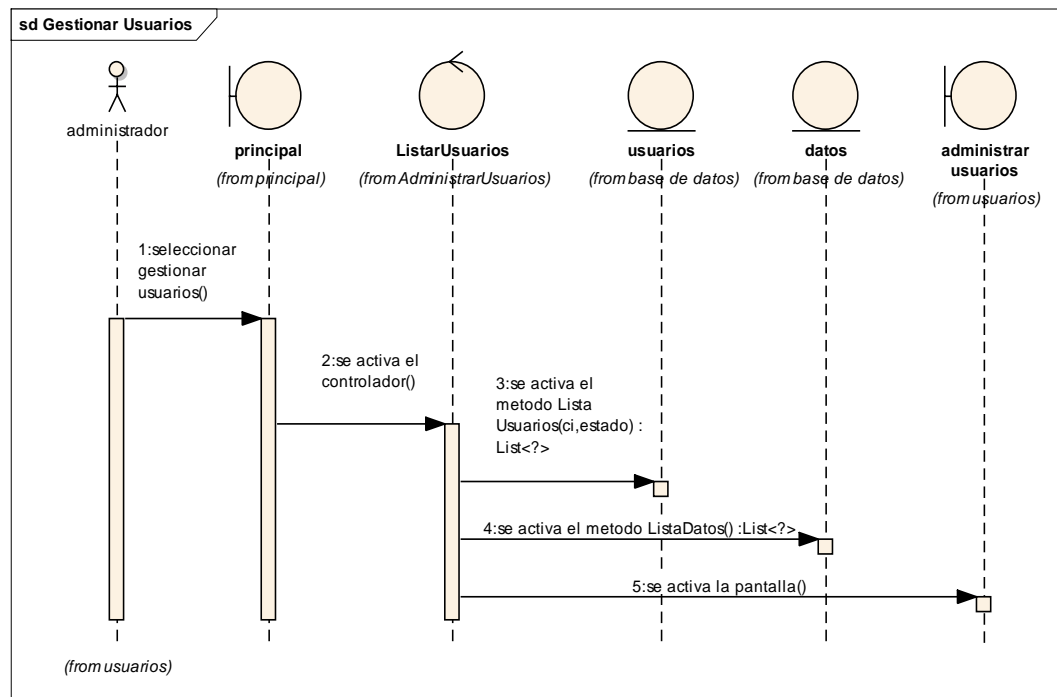 sd Gestionar Usuarios
administrador
principal
(from principal)
ListarUsuarios
(from AdministrarUsuarios)
usuarios
(from base de datos)
datos
(from base de datos)
administrar
usuarios
(from usuarios)
1:seleccionar
gestionar
usuarios()
2:se activa el
controlador()
3:se activa el
metodo Lista
Usuarios(ci,estado) :
List<?>
4:se activa el metodo ListaDatos() :List<?>
5:se activa la pantalla()
(from usuarios)